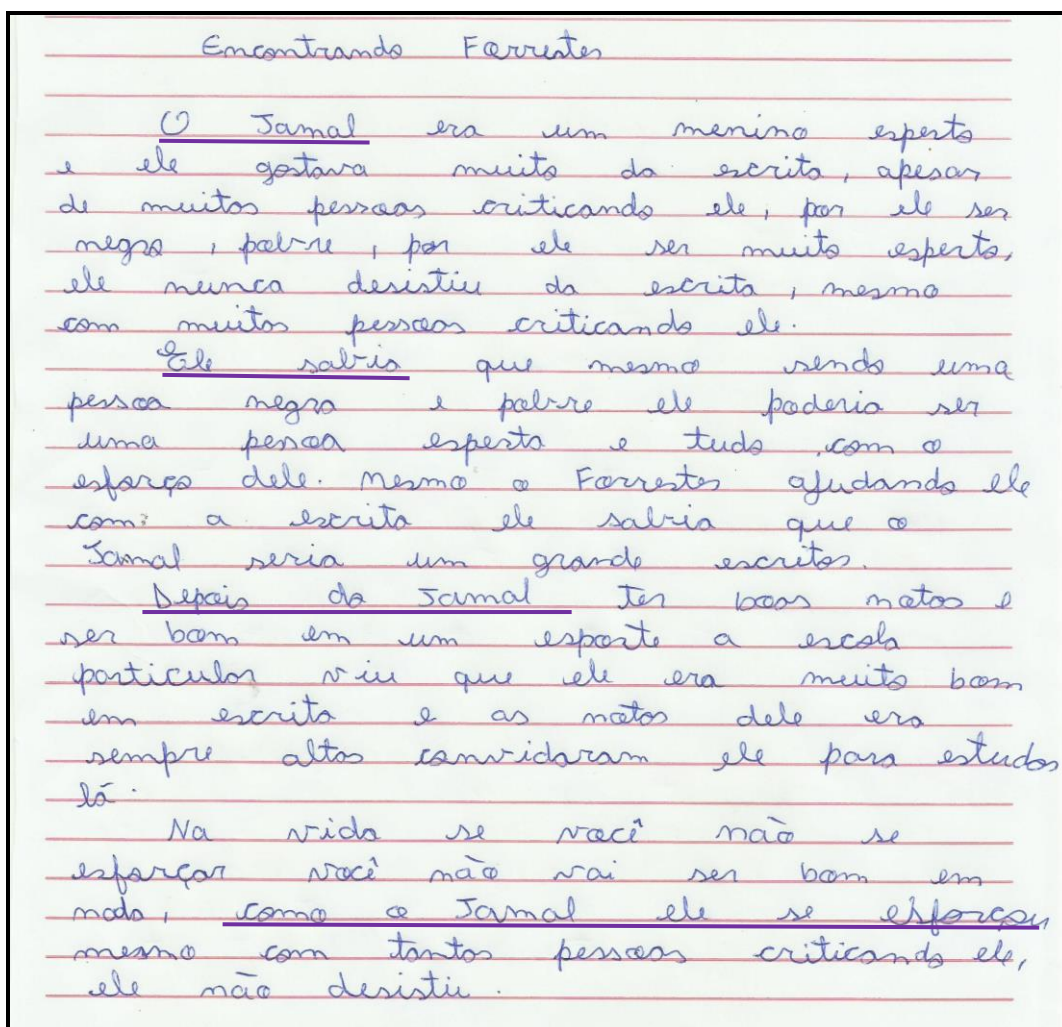 Encontrando Forrester
O Jamal era um menino esperto
e ele gostava muito da escrita, apesar
de muitas pessoas criticando ele, por ele ser
negro, pobre, por ele ser muito esperto,
ele nunca desistiu da escrita, mesmo
com muitas pessoas criticando ele.
Ele sabia que mesmo sendo uma
pessoa negra e pobre ele poderia ser
uma pessoa esperta e tudo com o
esforço dele. Mesmo o Forrester ajudando ele
com a escrita ele sabia que o
Jamal seria um grande escritor.
Depois do Jamal ter boas notas e
ser bom em um esporte a escola
particular viu que ele era muito bom
em escrita e as notas dele era
sempre altas convidaram ele para estudar
lá.
Na vida se você não se
esforçar você não vai ser bom em
nada, como o Jamal ele se esforçou,
mesmo com tantas pessoas criticando ele,
ele não desistiu.